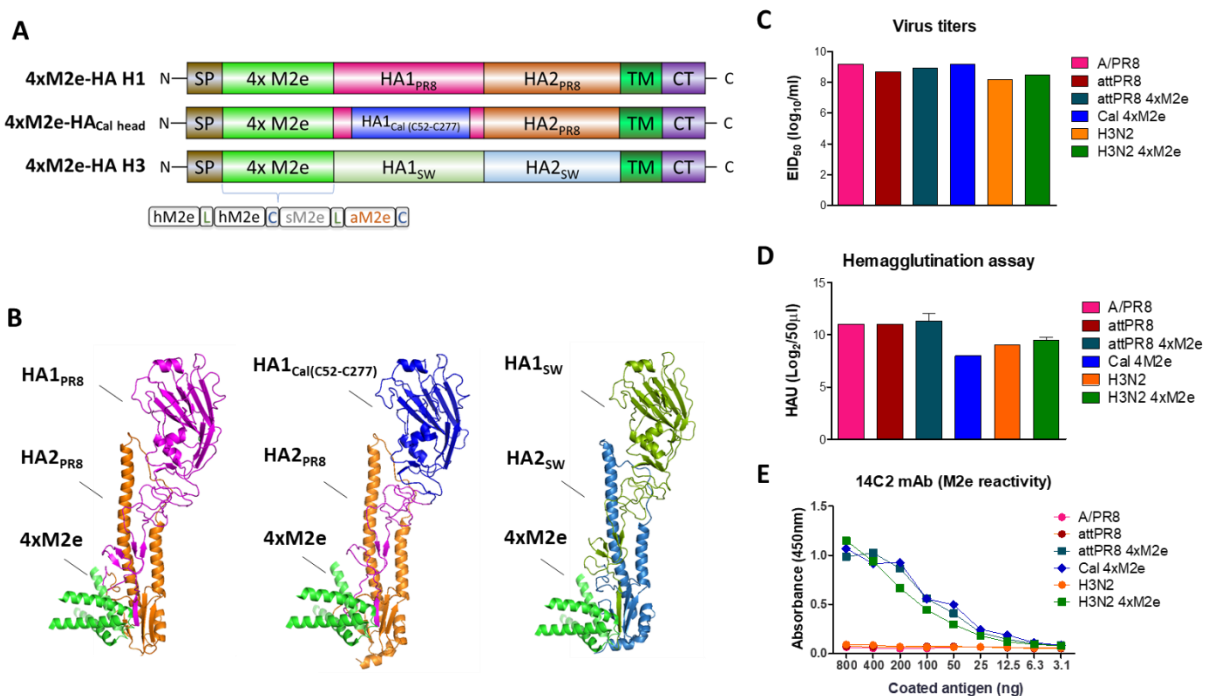 A
4xM2e-HA H1 N SP 4x M2e HA1PR8 HA2PR8 TM CT C
4xM2e-HACal head N SP 4x M2e HA1Cal (C52-C277) HA2PR8 TM CT C
4xM2e-HA H3 N SP 4x M2e HA1SW HA2SW TM CT C
hM2e L hM2e C sM2e L aM2e C
B
HA1PR8
HA2PR8
4xM2e
HA1Cal(C52-C277)
HA2PR8
4xM2e
HA1SW
HA2SW
4xM2e
C
Virus titers
EID50 (log10/ml)
10
8
6
4
2
0
A/PR8
attPR8
attPR8 4xM2e
Cal 4xM2e
H3N2
H3N2 4xM2e
D
Hemagglutination assay
HAU (Log2/50µl)
15
10
5
0
A/PR8
attPR8
attPR8 4xM2e
Cal 4M2e
H3N2
H3N2 4xM2e
E
14C2 mAb (M2e reactivity)
Absorbance (450nm)
1.0
0.5
0.0
800 400 200 100 50 25 12.5 6.3 3.1
Coated antigen (ng)
A/PR8
attPR8
attPR8 4xM2e
Cal 4xM2e
H3N2
H3N2 4xM2e